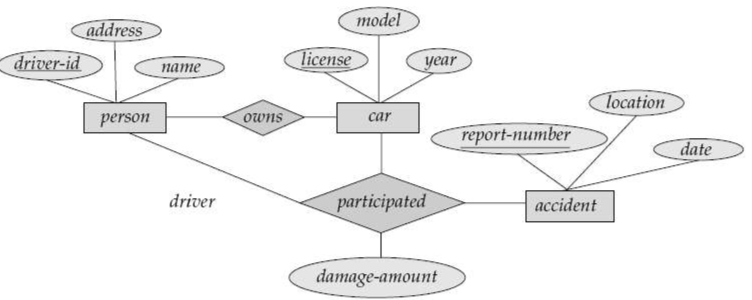 model
address
driver-id
name
license
year
person
owns
car
location
report-number
date
driver
participated
accident
damage-amount